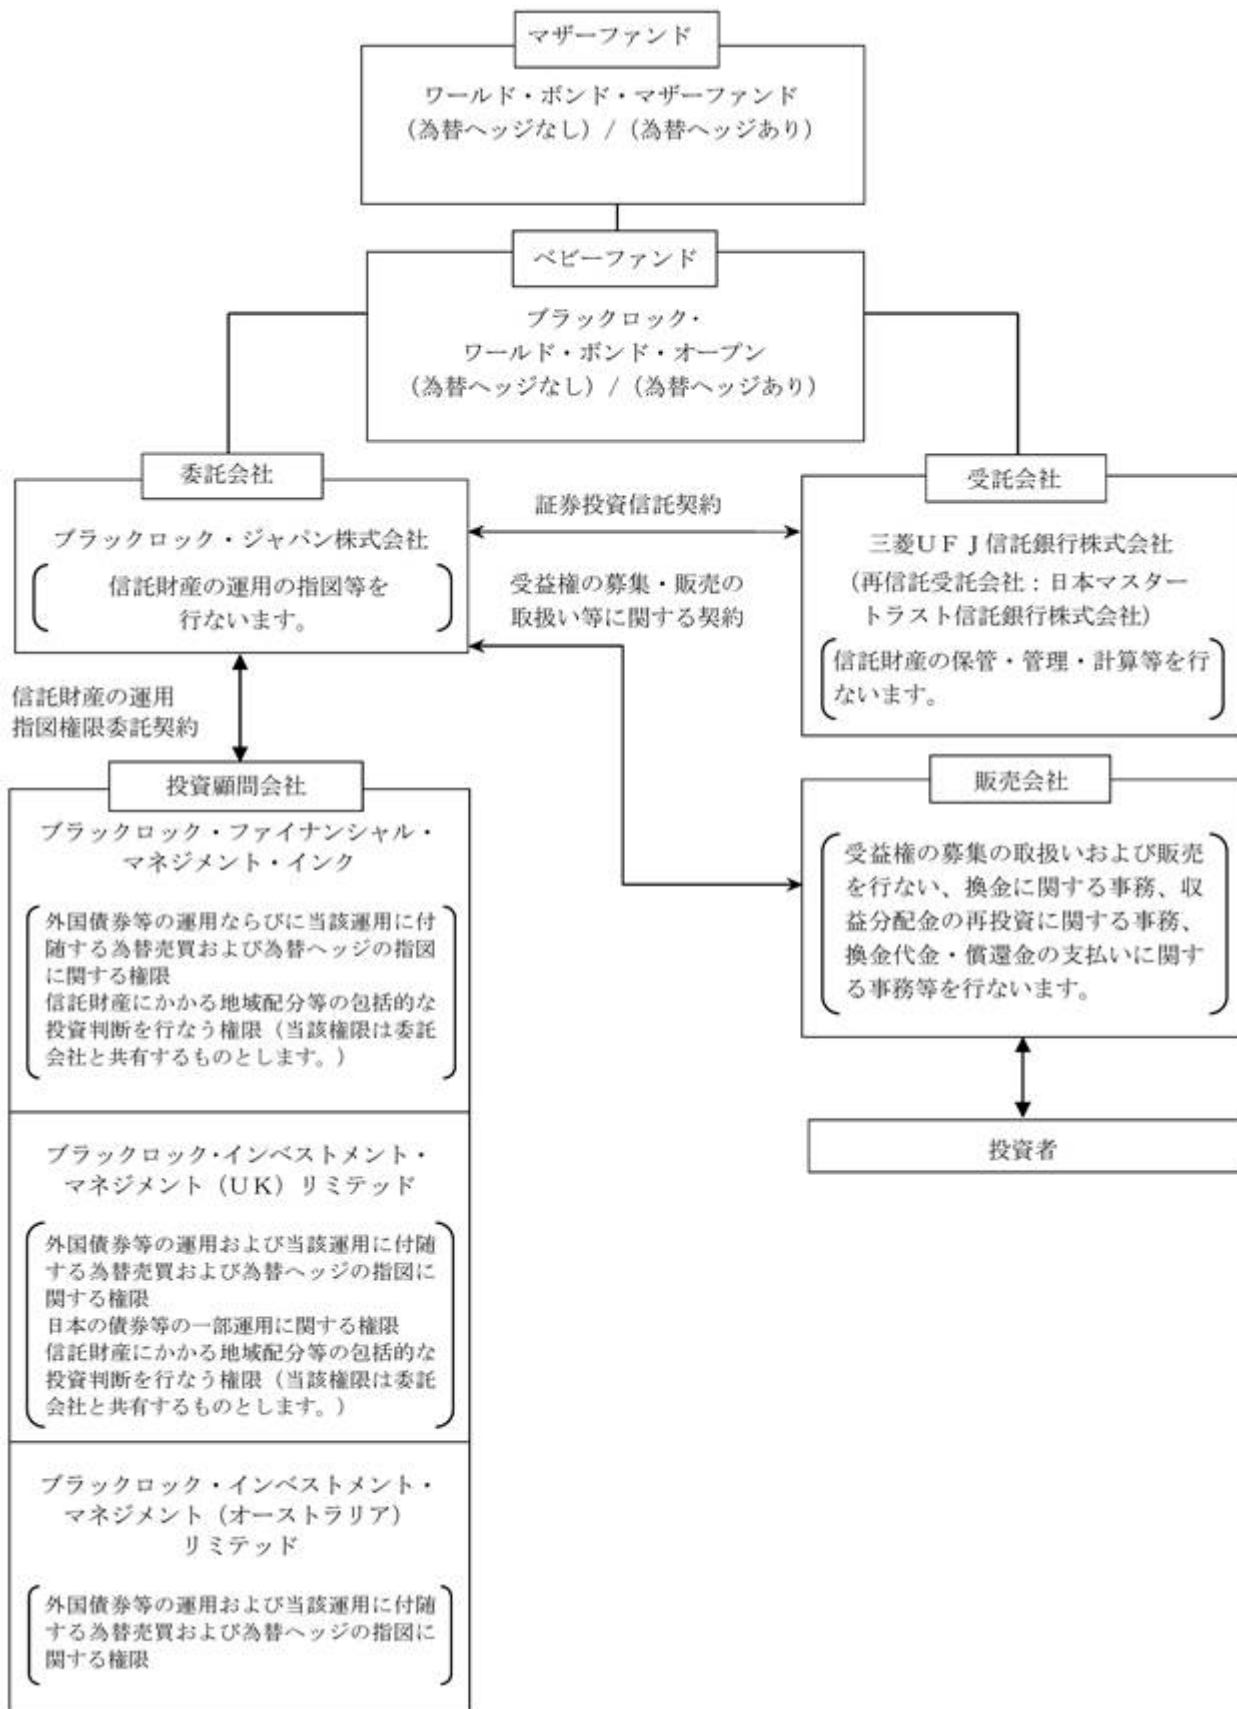 マザーファンド
ワールド・ボンド・マザーファンド
（為替ヘッジなし）/（為替ヘッジあり）
ベビーファンド
ブラックロック・
ワールド・ボンド・オープン
（為替ヘッジなし）/（為替ヘッジあり）
委託会社
ブラックロック・ジャパン株式会社
信託財産の運用の指図等を
行ないます。
証券投資信託契約
受益権の募集・販売の
取扱い等に関する契約
受託会社
三菱ＵＦＪ信託銀行株式会社
（再信託受託会社：日本マスター
トラスト信託銀行株式会社）
信託財産の保管・管理・計算等を行
ないます。
信託財産の運用
指図権限委託契約
投資顧問会社
ブラックロック・ファイナンシャル・
マネジメント・インク
外国債券等の運用ならびに当該運用に付
随する為替売買および為替ヘッジの指図
に関する権限
信託財産にかかる地域配分等の包括的な
投資判断を行なう権限（当該権限は委託
会社と共有するものとします。）
ブラックロック・インベストメント・
マネジメント（ＵＫ）リミテッド
外国債券等の運用および当該運用に付随
する為替売買および為替ヘッジの指図に
関する権限
日本の債券等の一部運用に関する権限
信託財産にかかる地域配分等の包括的な
投資判断を行なう権限（当該権限は委託
会社と共有するものとします。）
ブラックロック・インベストメント・
マネジメント（オーストラリア）
リミテッド
外国債券等の運用および当該運用に付随
する為替売買および為替ヘッジの指図に
関する権限
販売会社
受益権の募集の取扱いおよび販売
を行ない、換金に関する事務、収
益分配金の再投資に関する事務、
換金代金・償還金の支払いに関す
る事務等を行ないます。
投資者